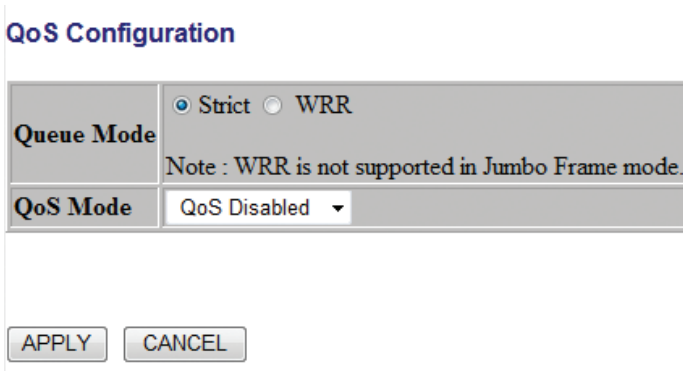 QoS Configuration
Queue Mode
Strict WRR
Note : WRR is not supported in Jumbo Frame mode.
QoS Mode
QoS Disabled
APPLY CANCEL